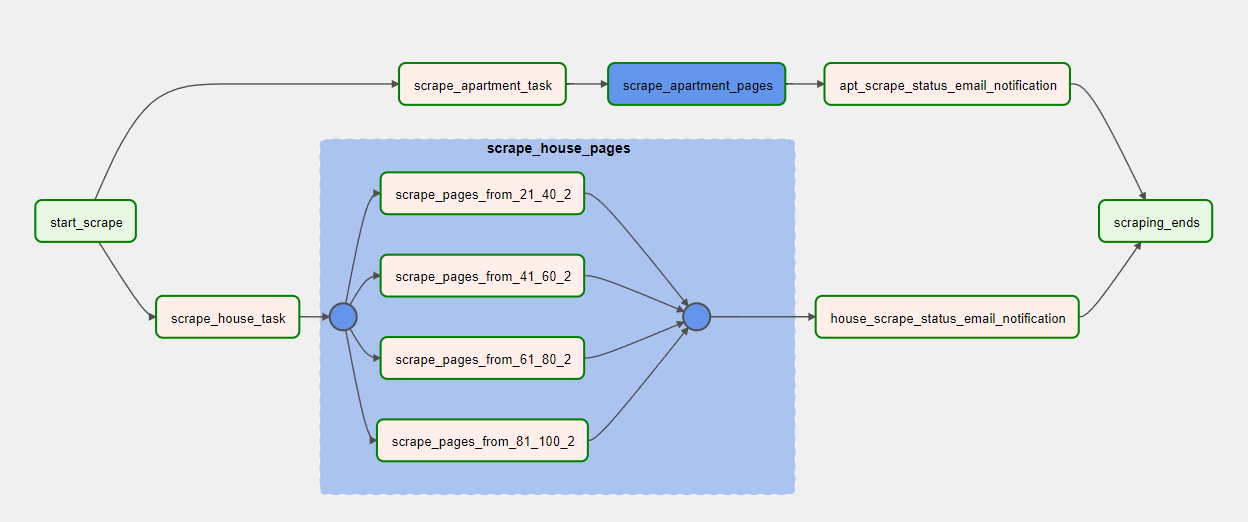 scrape_apartment_task
scrape_apartment_pages
apt_scrape_status_email_notification
scrape_house_pages
scrape_pages_from_21_40_2
start_scrape
scraping_ends
scrape_pages_from_41_60_2
scrape_house_task
house_scrape_status_email_notification
scrape_pages_from_61_80_2
scrape_pages_from_81_100_2